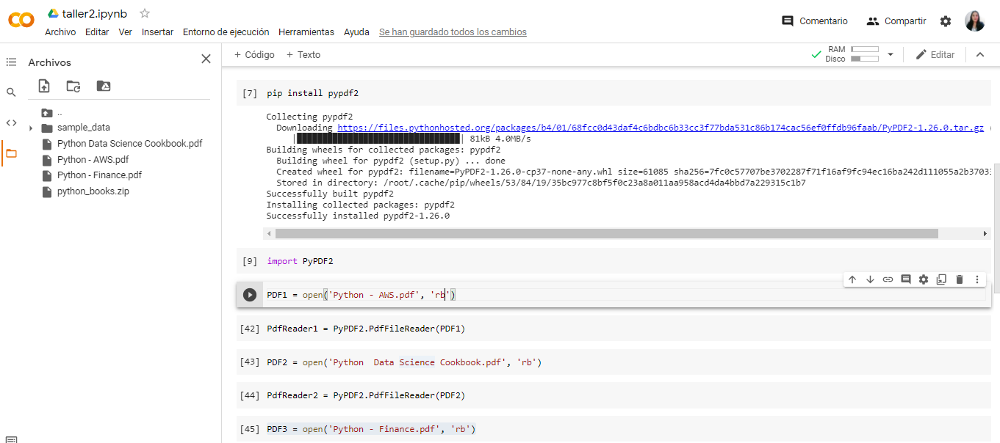 taller2.ipynb
Archivo Editar Ver Insertar Entorno de ejecución Herramientas Ayuda Se han guardado todos los cambios
Comentario Compartir
Archivos
+ Código + Texto
RAM
Disco
Editar
..
sample_data
Python Data Science Cookbook.pdf
Python - AWS.pdf
Python - Finance.pdf
python_books.zip
[7] pip install pypdf2
Collecting pypdf2
Downloading https://files.pythonhosted.org/packages/b4/01/68fcc0d43daf4c6bdbc6b33cc3f77bda531c86b174cac56ef0ffdb96faab/PyPDF2-1.26.0.tar.gz (
|████████████████████████████████| 81kB 4.0MB/s
Building wheels for collected packages: pypdf2
Building wheel for pypdf2 (setup.py) ... done
Created wheel for pypdf2: filename=PyPDF2-1.26.0-cp37-none-any.whl size=61085 sha256=7fc0c57707be3702287f71f16af9fc94ec16ba242d111055a2b3703
Stored in directory: /root/.cache/pip/wheels/53/84/19/35bc977c8bf5f0c23a8a011aa958acd4da4bbd7a229315c1b7
Successfully built pypdf2
Installing collected packages: pypdf2
Successfully installed pypdf2-1.26.0
[9] import PyPDF2
PDF1 = open('Python - AWS.pdf', 'rb')
[42] PdfReader1 = PyPDF2.PdfFileReader(PDF1)
[43] PDF2 = open('Python  Data Science Cookbook.pdf', 'rb')
[44] PdfReader2 = PyPDF2.PdfFileReader(PDF2)
[45] PDF3 = open('Python - Finance.pdf', 'rb')